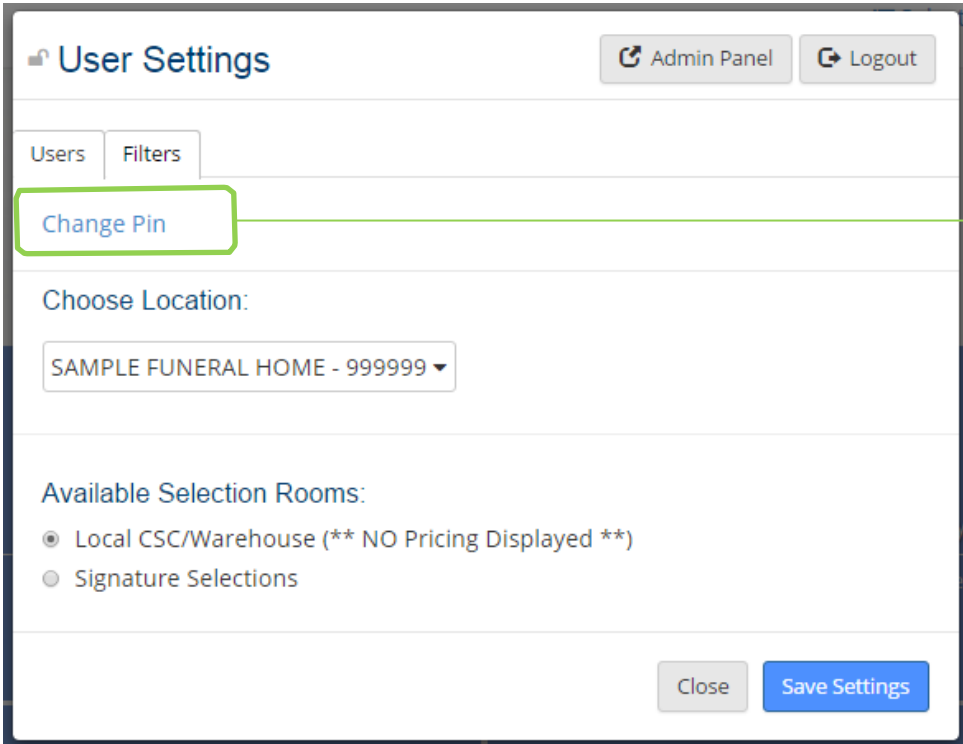 User Settings
Admin Panel
Logout
Users
Filters
Change Pin
Choose Location:
SAMPLE FUNERAL HOME - 999999
Available Selection Rooms:
Local CSC/Warehouse (** NO Pricing Displayed **)
Signature Selections
Close
Save Settings